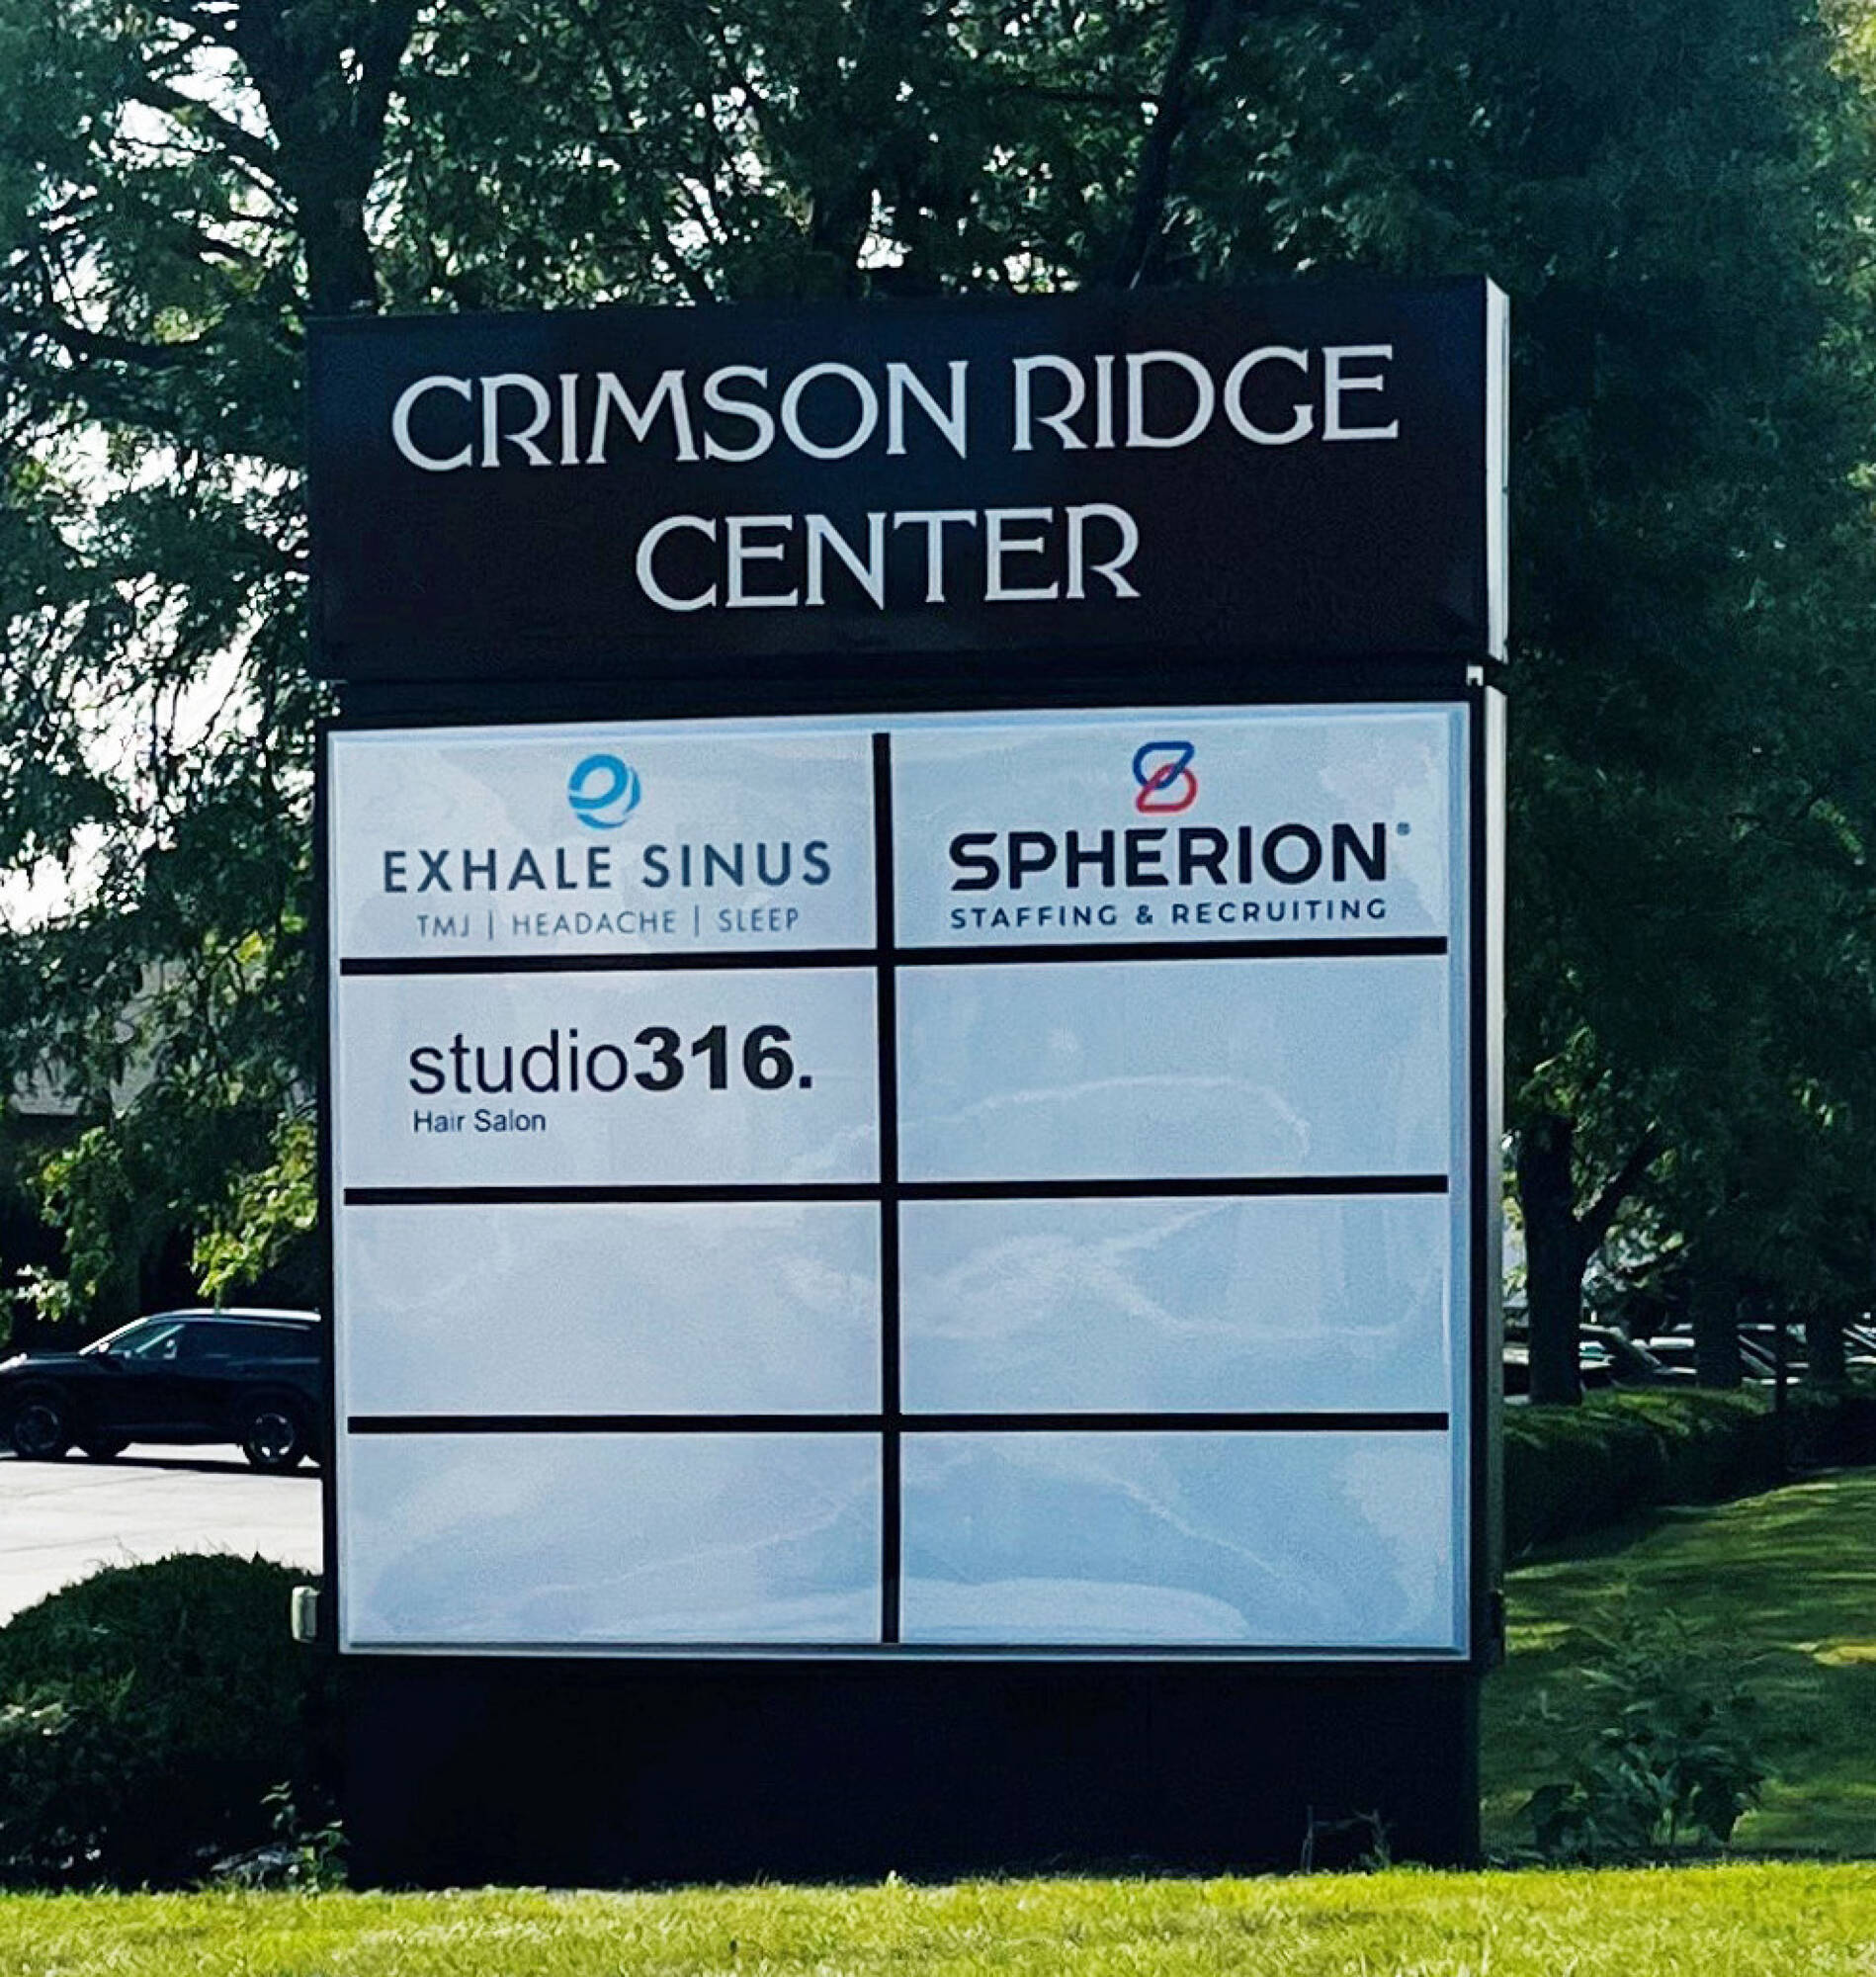 CRIMSON RIDGE
CENTER
EXHALE SINUS
TMJ | HEADACHE | SLEEP
SPHERION®
STAFFING & RECRUITING
studio316.
Hair Salon